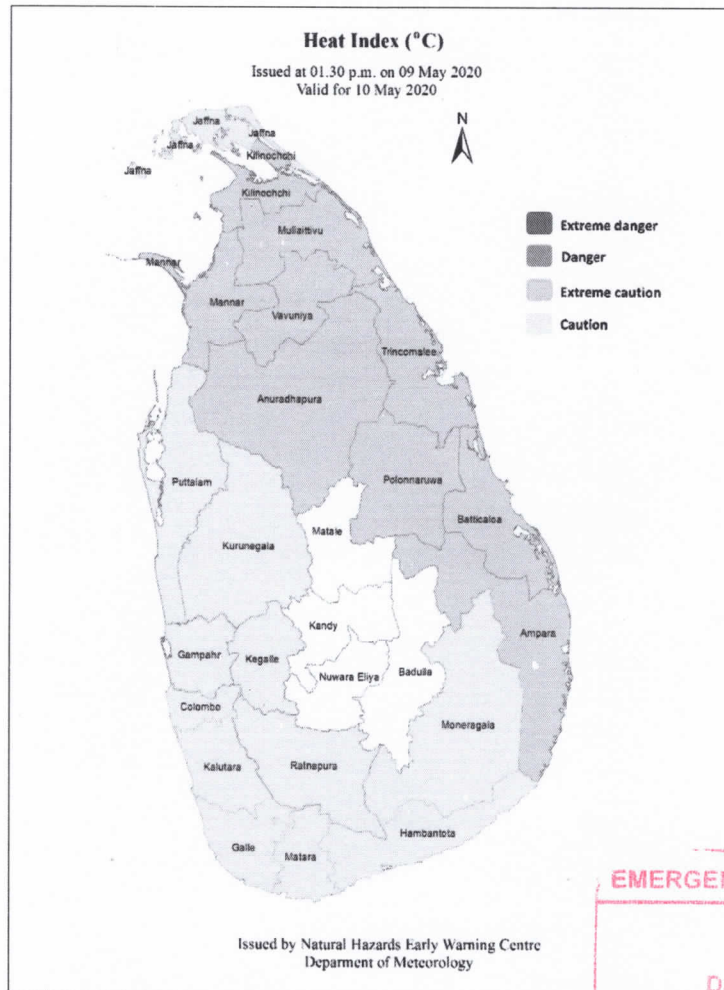 Heat Index (°C)
Issued at 01.30 p.m. on 09 May 2020
Valid for 10 May 2020
N
Jaffna
Jaffna
Jaffna
Kilinochchi
Jaffna
Kilinochchi
Mullaittivu
Extreme danger
Danger
Extreme caution
Caution
Mannar
Mannar
Vavuniya
Trincomalee
Anuradhapura
Puttalam
Polonnaruwa
Batticaloa
Matale
Kurunegala
Kandy
Ampara
Gampahr
Kegalle
Nuwara Eliya
Badulla
Colombo
Moneragala
Kalutara
Ratnapura
Hambantota
Galle
Matara
EMERGE
Issued by Natural Hazards Early Warning Centre
Deparment of Meteorology
D